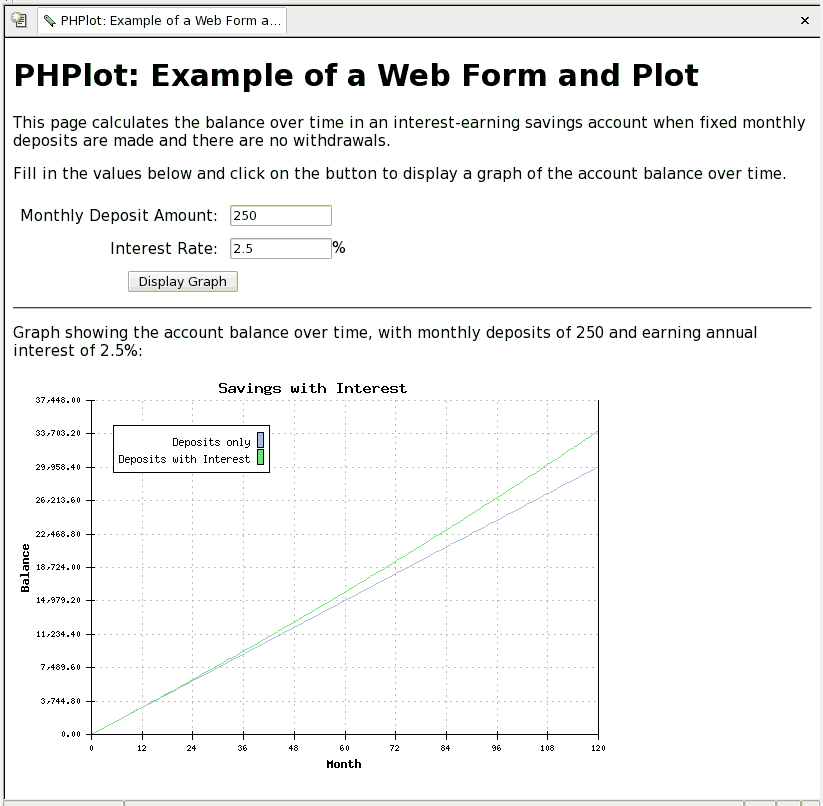 PHPlot: Example of a Web Form a...
PHPlot: Example of a Web Form and Plot
This page calculates the balance over time in an interest-earning savings account when fixed monthly
deposits are made and there are no withdrawals.
Fill in the values below and click on the button to display a graph of the account balance over time.
Monthly Deposit Amount: 250
Interest Rate: 2.5 %
Display Graph
Graph showing the account balance over time, with monthly deposits of 250 and earning annual
interest of 2.5%:
Savings with Interest
37,448.00
33,703.20
Deposits only
Deposits with Interest
29,958.40
26,213.60
22,468.80
18,724.00
Balance
14,979.20
11,234.40
7,489.60
3,744.80
0.00
0 12 24 36 48 60 72 84 96 108 120
Month